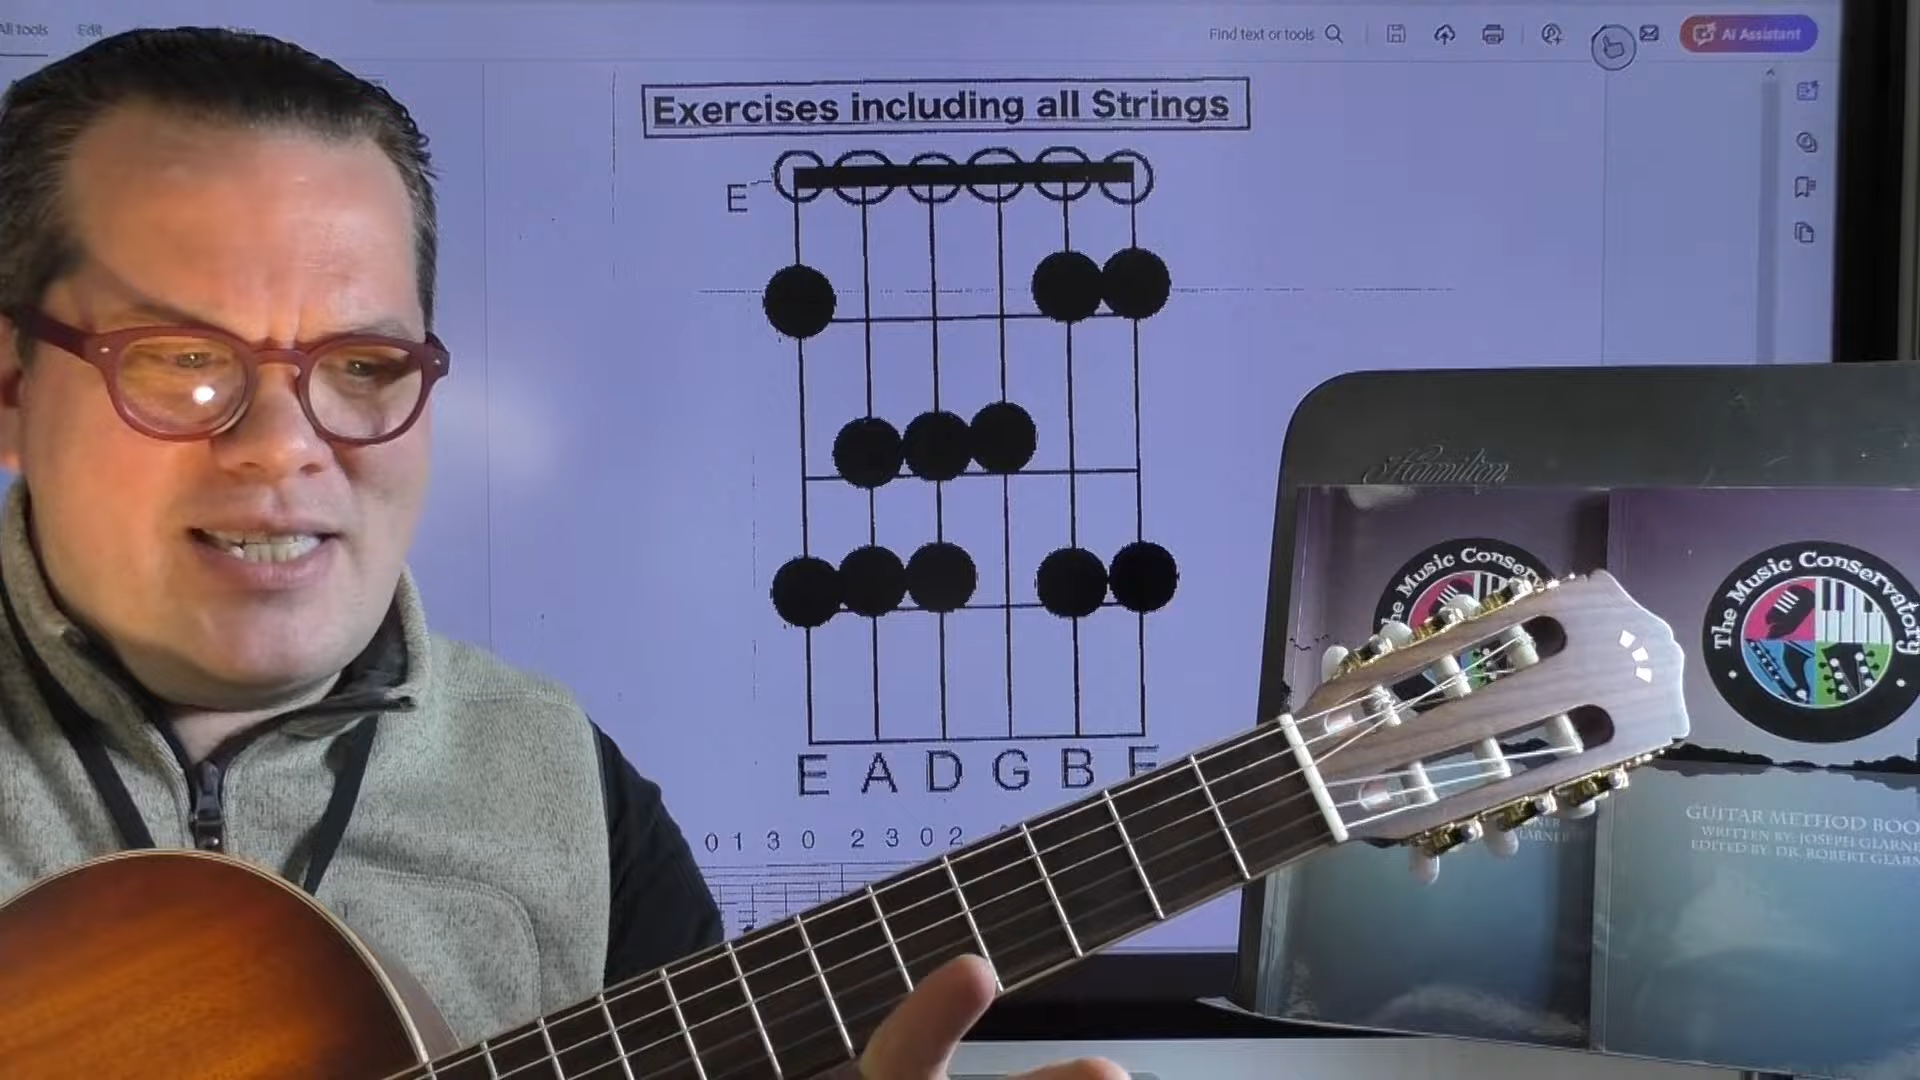 All tools
Edit
Find text or tools
AI Assistant
Exercises including all Strings
E
E A D G B E
0 1 3 0 2 3 0 2
Hamilton
The Music Conservatory
The Music Conservatory
GUITAR METHOD BOO
WRITTEN BY: JOSEPH GLARNE
EDITED BY: DR. ROBERT GLARN